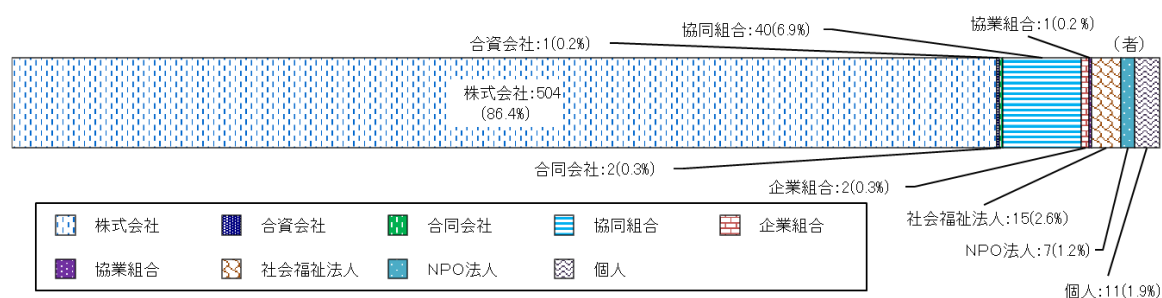 協業組合:1(0.2%)
協同組合:40(6.9%)
合資会社:1(0.2%)
（者）
株式会社:504
(86.4%)
合同会社:2(0.3%)
企業組合:2(0.3%)
社会福祉法人:15(2.6%)
NPO法人:7(1.2%)
個人:11(1.9%)
株式会社 合資会社 合同会社 協同組合 企業組合
協業組合 社会福祉法人 NPO法人 個人